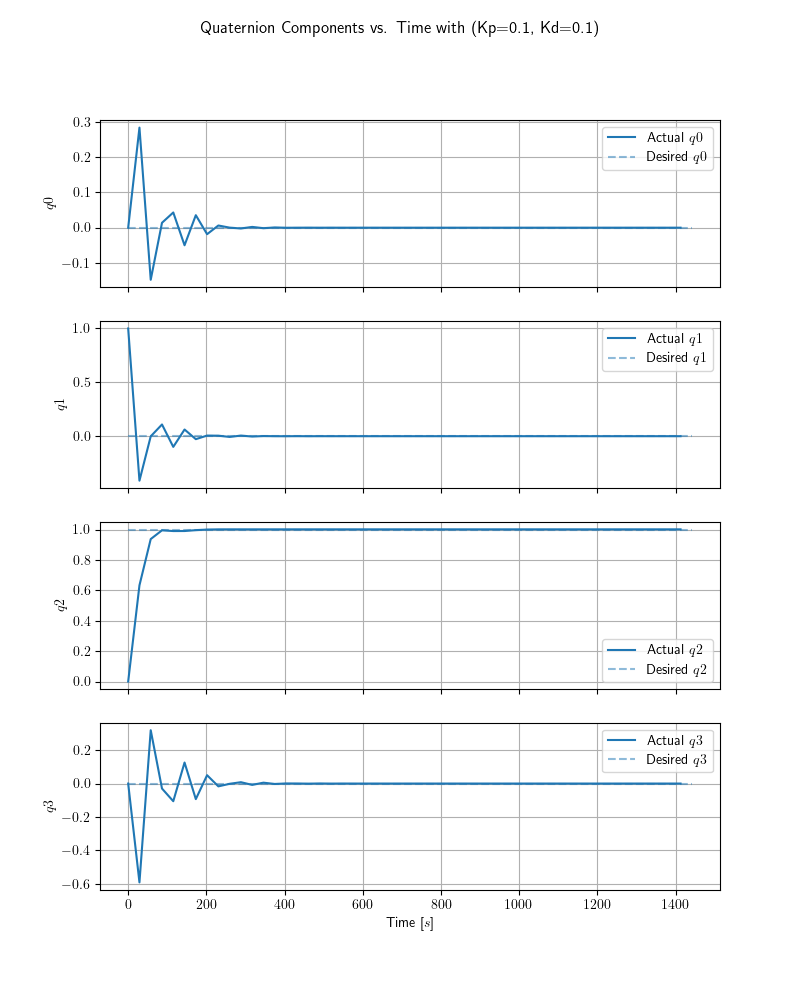 Quaternion Components vs. Time with (Kp=0.1, Kd=0.1)
0.3
0.2
0.1
0.0
−0.1
q0
Actual q0
Desired q0
1.0
0.5
0.0
q1
Actual q1
Desired q1
1.0
0.8
0.6
0.4
0.2
0.0
q2
Actual q2
Desired q2
0.2
0.0
−0.2
−0.4
−0.6
q3
Actual q3
Desired q3
0 200 400 600 800 1000 1200 1400
Time [s]